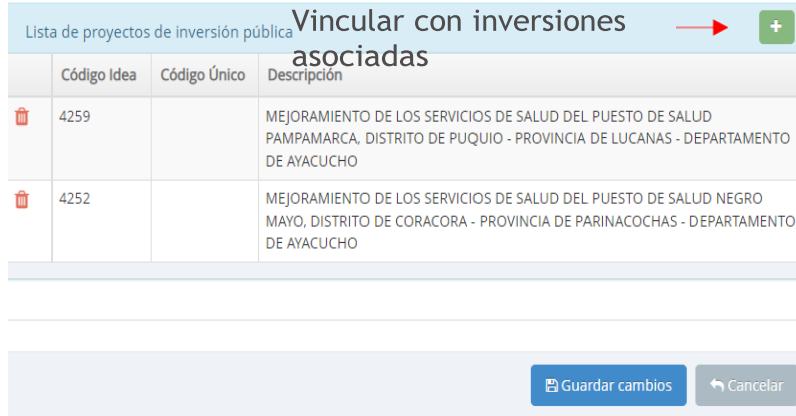 Lista de proyectos de inversión pública
Vincular con inversiones
asociadas
+
Código Idea Código Único Descripción
4259 MEJORAMIENTO DE LOS SERVICIOS DE SALUD DEL PUESTO DE SALUD
PAMPAMARCA, DISTRITO DE PUQUIO - PROVINCIA DE LUCANAS - DEPARTAMENTO
DE AYACUCHO
4252 MEJORAMIENTO DE LOS SERVICIOS DE SALUD DEL PUESTO DE SALUD NEGRO
MAYO, DISTRITO DE CORACORA - PROVINCIA DE PARINACOCHAS - DEPARTAMENTO
DE AYACUCHO
Guardar cambios Cancelar